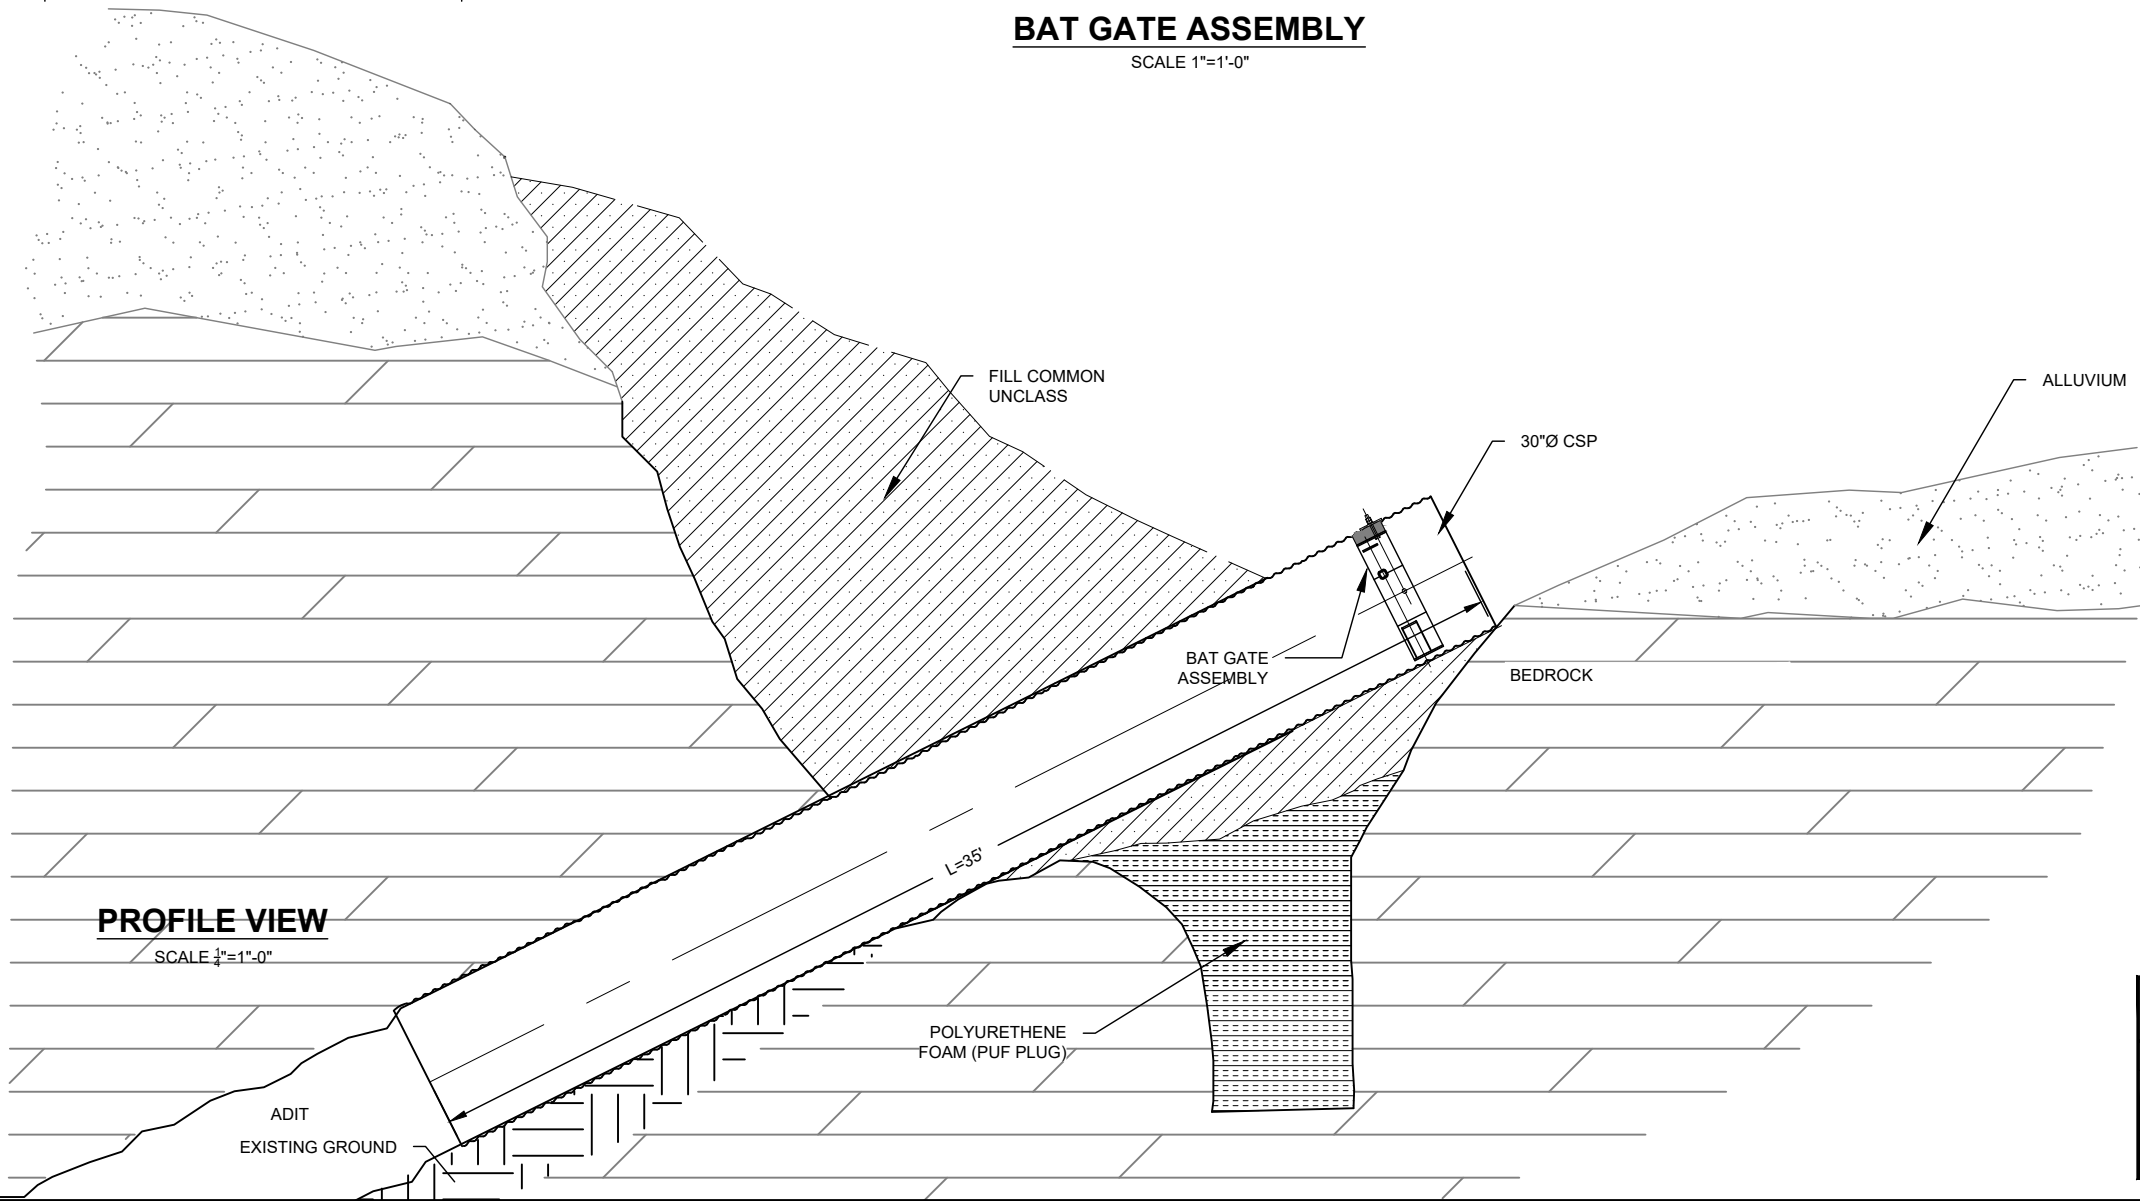 BAT GATE ASSEMBLY
SCALE 1"=1'-0"
FILL COMMON
UNCLASS
ALLUVIUM
30"Ø CSP
BAT GATE
ASSEMBLY
BEDROCK
L=35'
PROFILE VIEW
SCALE 1/4"=1"-0"
POLYURETHENE
FOAM (PUF PLUG)
ADIT
EXISTING GROUND